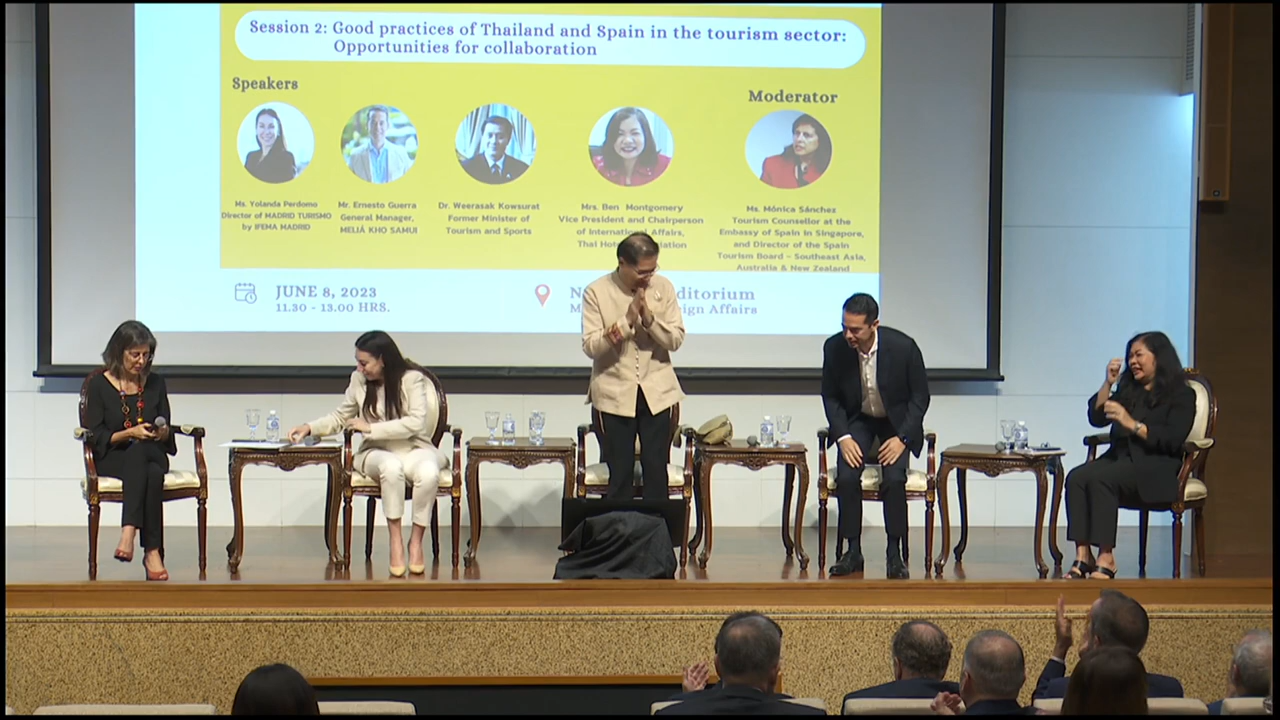 Session 2: Good practices of Thailand and Spain in the tourism sector:
Opportunities for collaboration
Speakers
Moderator
Ms. Yolanda Perdomo
Director of MADRID TURISMO
by IFEMA MADRID
Mr. Ernesto Guerra
General Manager,
MELIÁ KHO SAMUI
Dr. Weerasak Kowsurat
Former Minister of
Tourism and Sports
Mrs. Ben Montgomery
Vice President and Chairperson
of International Affairs,
Thai
Ms. Mónica Sánchez
Tourism Counsellor at the
Embassy of Spain in Singapore,
and Director of the Spain
Tourism Board - Southeast Asia,
Australia & New Zealand
JUNE 8, 2023
11.30 - 13.00 HRS.